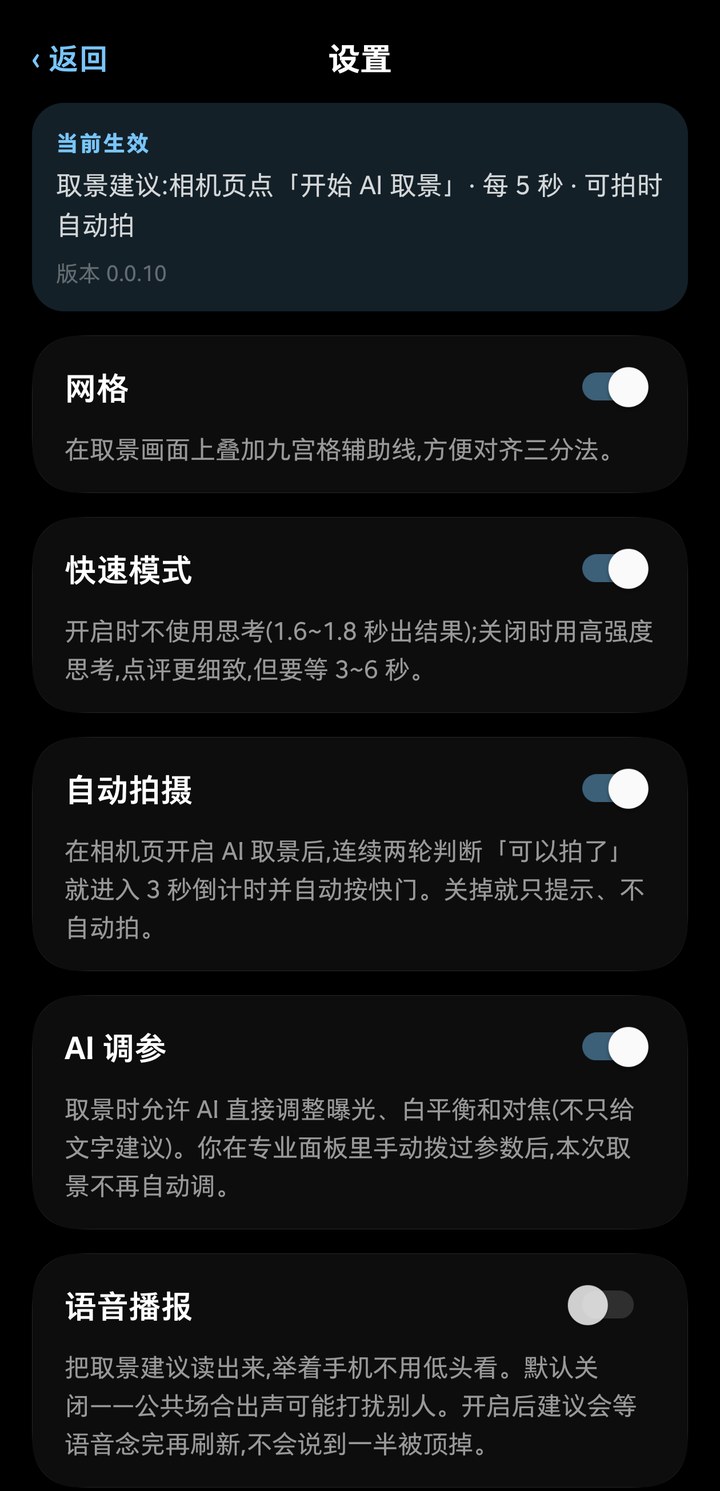 ‹ 返回
设置
当前生效
取景建议:相机页点「开始 AI 取景」· 每 5 秒 · 可拍时
自动拍
版本 0.0.10
网格
在取景画面上叠加九宫格辅助线,方便对齐三分法。
快速模式
开启时不使用思考(1.6~1.8 秒出结果);关闭时用高强度
思考,点评更细致,但要等 3~6 秒。
自动拍摄
在相机页开启 AI 取景后,连续两轮判断「可以拍了」
就进入 3 秒倒计时并自动按快门。关掉就只提示、不
自动拍。
AI 调参
取景时允许 AI 直接调整曝光、白平衡和对焦(不只给
文字建议)。你在专业面板里手动拨过参数后,本次取
景不再自动调。
语音播报
把取景建议读出来,举着手机不用低头看。默认关
闭——公共场合出声可能打扰别人。开启后建议会等
语音念完再刷新,不会说到一半被顶掉。